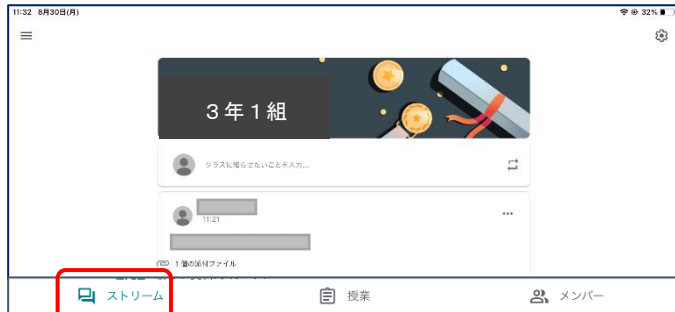 11:32 8月30日(月)
32%
3年1組
クラスに知らせたいことを入力...
11:21
1 個の添付ファイル
ストリーム
授業
メンバー